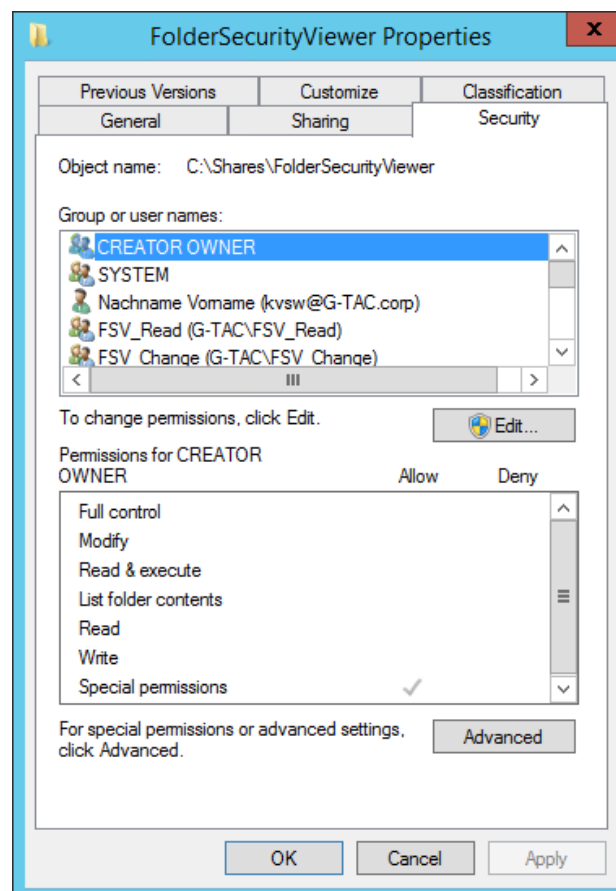 FolderSecurityViewer Properties
x
Previous Versions
Customize
Classification
General
Sharing
Security
Object name: C:\Shares\FolderSecurityViewer
Group or user names:
CREATOR OWNER
SYSTEM
Nachname Vorname (kvsw@G-TAC.corp)
FSV_Read (G-TAC\FSV_Read)
FSV_Change (G-TAC\FSV_Change)
To change permissions, click Edit.
Edit...
Permissions for CREATOR
OWNER
Allow
Deny
Full control
Modify
Read & execute
List folder contents
Read
Write
Special permissions
For special permissions or advanced settings,
click Advanced.
Advanced
OK
Cancel
Apply